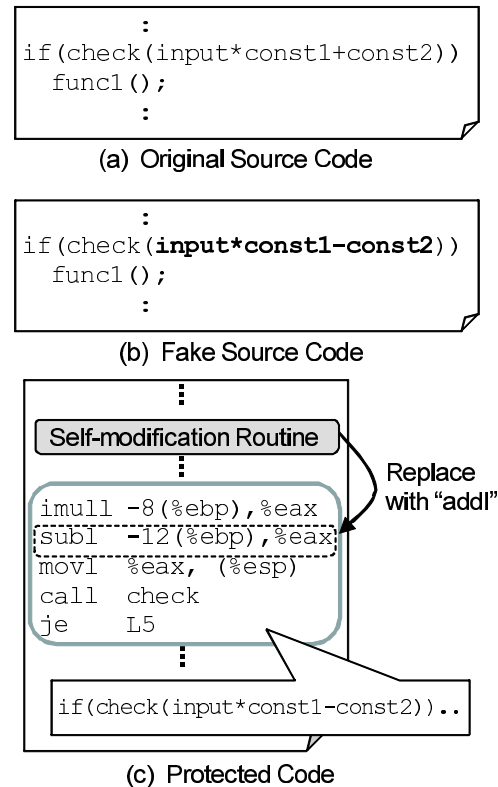 :
if(check(input*const1+const2))
func1();
:
(a) Original Source Code
:
if(check(input*const1-const2))
func1();
:
(b) Fake Source Code
Self-modification Routine
Replace
with "addl"
imull -8(%ebp),%eax
subl -12(%ebp),%eax
movl %eax, (%esp)
call check
je L5
if(check(input*const1-const2))..
(c) Protected Code